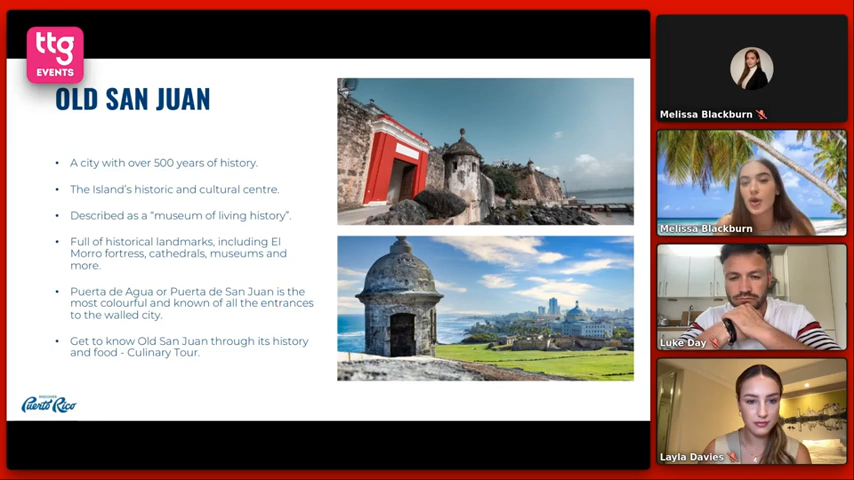 ttg
EVENTS
OLD SAN JUAN
• A city with over 500 years of history.
• The Island's historic and cultural centre.
• Described as a “museum of living history”.
• Full of historical landmarks, including El
Morro fortress, cathedrals, museums and
more.
• Puerta de Agua or Puerta de San Juan is the
most colourful and known of all the entrances
to the walled city.
• Get to know Old San Juan through its history
and food - Culinary Tour.
DISCOVER
Puerto Rico
Melissa Blackburn
Melissa Blackburn
Luke Day
Layla Davies